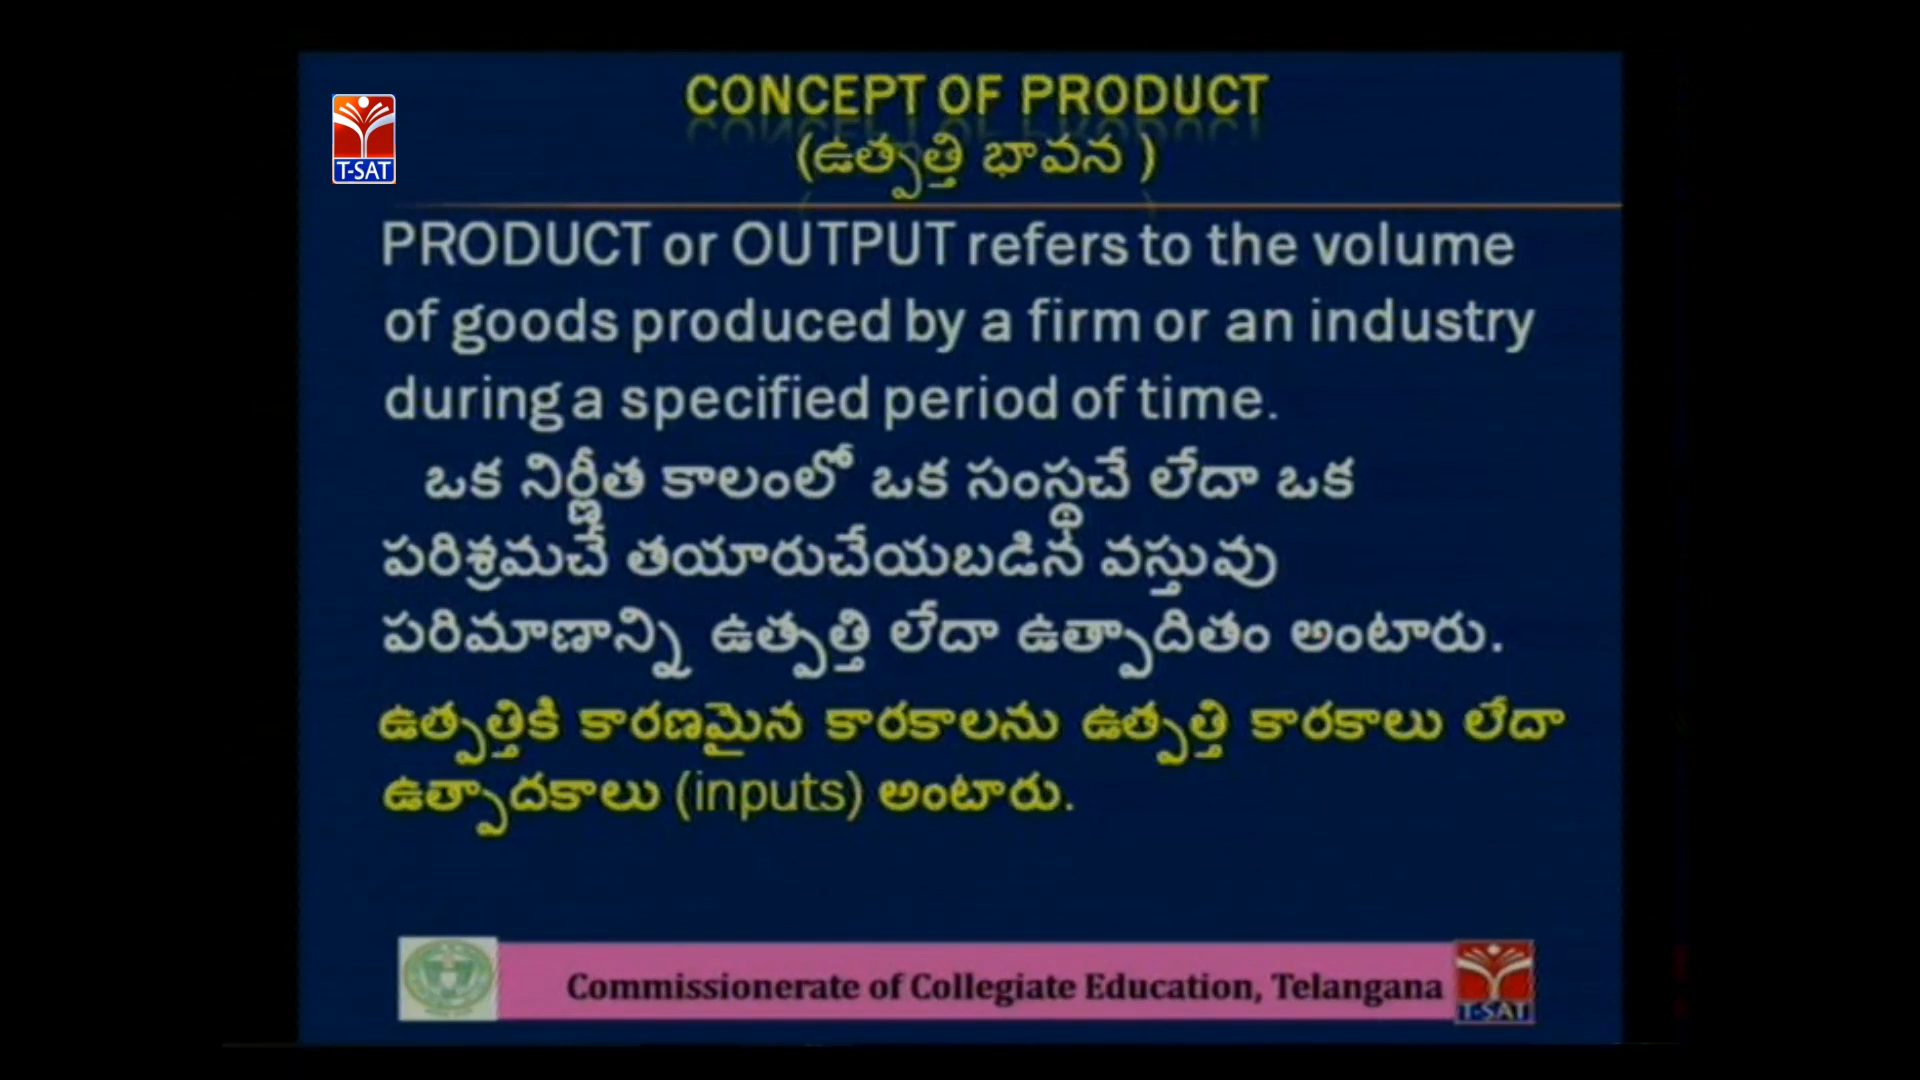 CONCEPT OF PRODUCT
(ఉత్పత్తి భావన )
T-SAT
PRODUCT or OUTPUT refers to the volume
of goods produced by a firm or an industry
during a specified period of time.
ఒక నిర్ణీత కాలంలో ఒక సంస్థచే లేదా ఒక
పరిశ్రమచే తయారుచేయబడిన వస్తువు
పరిమాణాన్ని ఉత్పత్తి లేదా ఉత్పాదితం అంటారు.
ఉత్పత్తికి కారణమైన కారకాలను ఉత్పత్తి కారకాలు లేదా
ఉత్పాదకాలు (inputs) అంటారు.
Commissionerate of Collegiate Education, Telangana
T-SAT